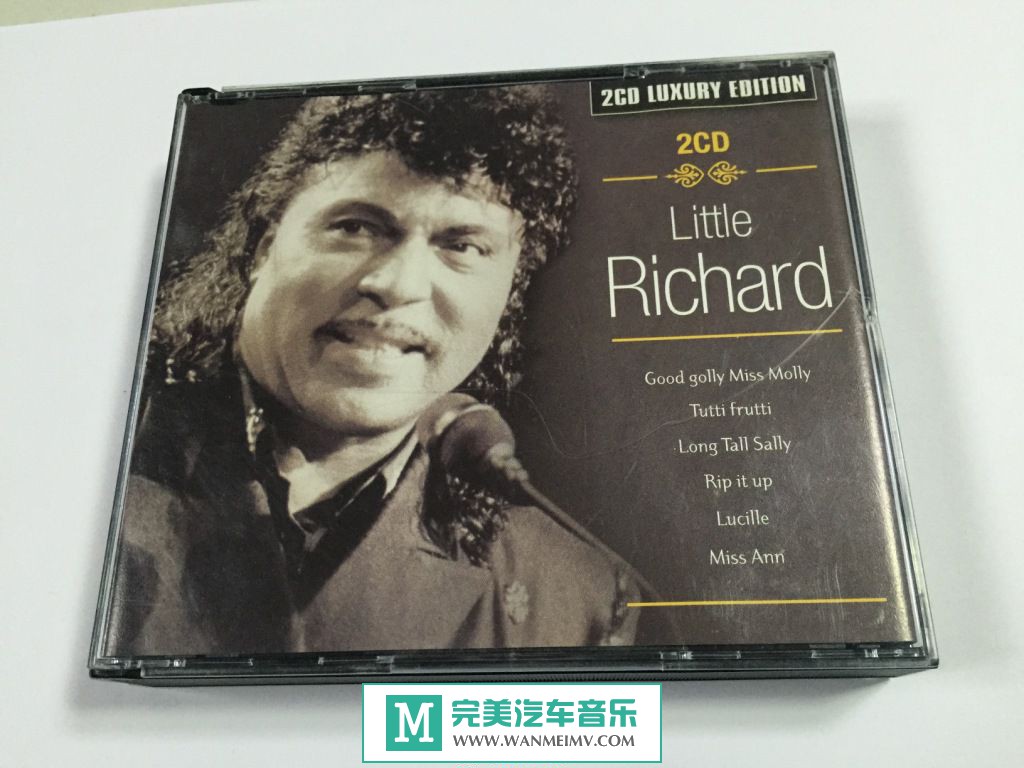 2CD LUXURY EDITION
2CD
Little
Richard
Good golly Miss Molly
Tutti frutti
Long Tall Sally
Rip it up
Lucille
Miss Ann
M 完美汽车音乐
WWW.WANMEIMV.COM